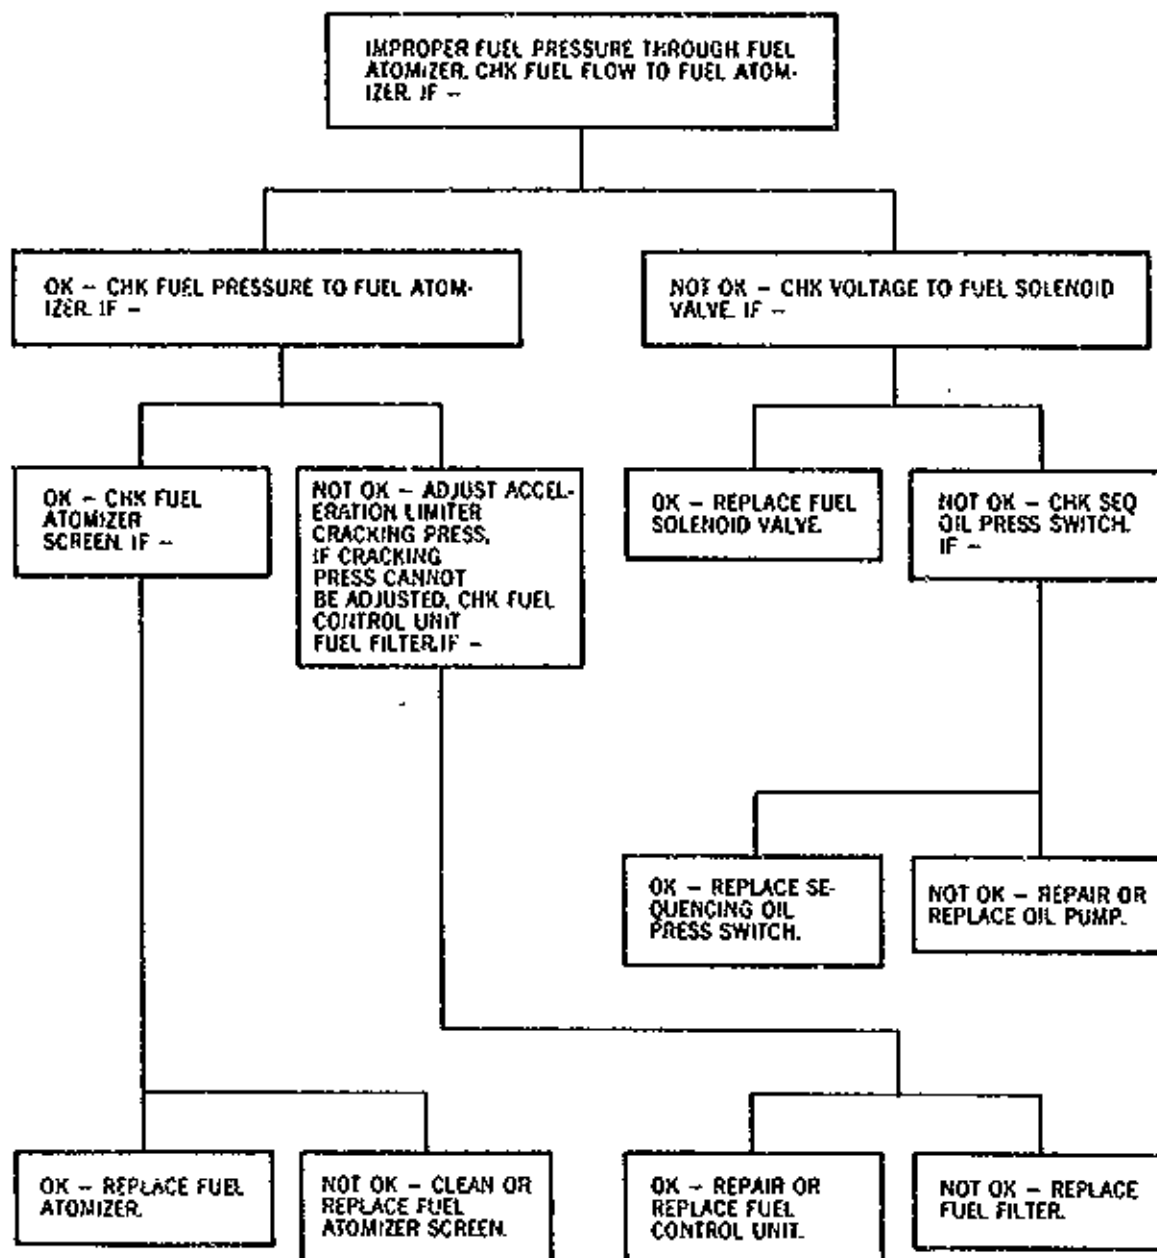 IMPROPER FUEL PRESSURE THROUGH FUEL
ATOMIZER. CHK FUEL FLOW TO FUEL ATOM-
IZER. IF –
OK – CHK FUEL PRESSURE TO FUEL ATOM-
IZER. IF –
NOT OK – CHK VOLTAGE TO FUEL SOLENOID
VALVE. IF –
OK – CHK FUEL
ATOMIZER
SCREEN. IF –
NOT OK – ADJUST ACCEL-
ERATION LIMITER
CRACKING PRESS.
IF CRACKING
PRESS CANNOT
BE ADJUSTED, CHK FUEL
CONTROL UNIT
FUEL FILTER. IF –
OK – REPLACE FUEL
SOLENOID VALVE.
NOT OK – CHK SEQ
OIL PRESS SWITCH.
IF –
OK – REPLACE SE-
QUENCING OIL
PRESS SWITCH.
NOT OK – REPAIR OR
REPLACE OIL PUMP.
OK – REPLACE FUEL
ATOMIZER.
NOT OK – CLEAN OR
REPLACE FUEL
ATOMIZER SCREEN.
OK – REPAIR OR
REPLACE FUEL
CONTROL UNIT.
NOT OK – REPLACE
FUEL FILTER.